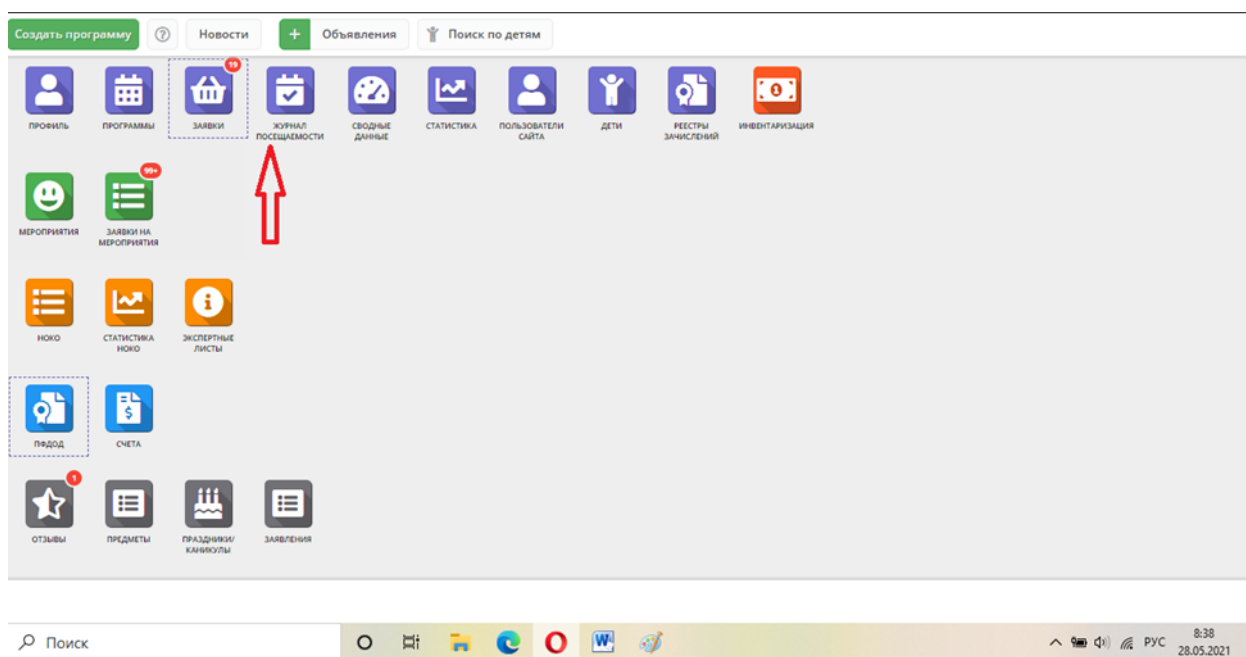 Создать программу ? Новости + Объявления Поиск по детям
19
ПРОФИЛЬ ПРОГРАММЫ ЗАЯВКИ ЖУРНАЛ ПОСЕЩАЕМОСТИ СВОДНЫЕ ДАННЫЕ СТАТИСТИКА ПОЛЬЗОВАТЕЛИ САЙТА ДЕТИ РЕЕСТРЫ ЗАЧИСЛЕНИЙ ИНВЕНТАРИЗАЦИЯ
99+
МЕРОПРИЯТИЯ ЗАЯВКИ НА МЕРОПРИЯТИЯ
НОКО СТАТИСТИКА НОКО ЭКСПЕРТНЫЕ ЛИСТЫ
ПФДОД СЧЕТА
1
ОТЗЫВЫ ПРЕДМЕТЫ ПРАЗДНИКИ/ КАНИКУЛЫ ЗАЯВЛЕНИЯ
Поиск РУС 8:38
28.05.2021